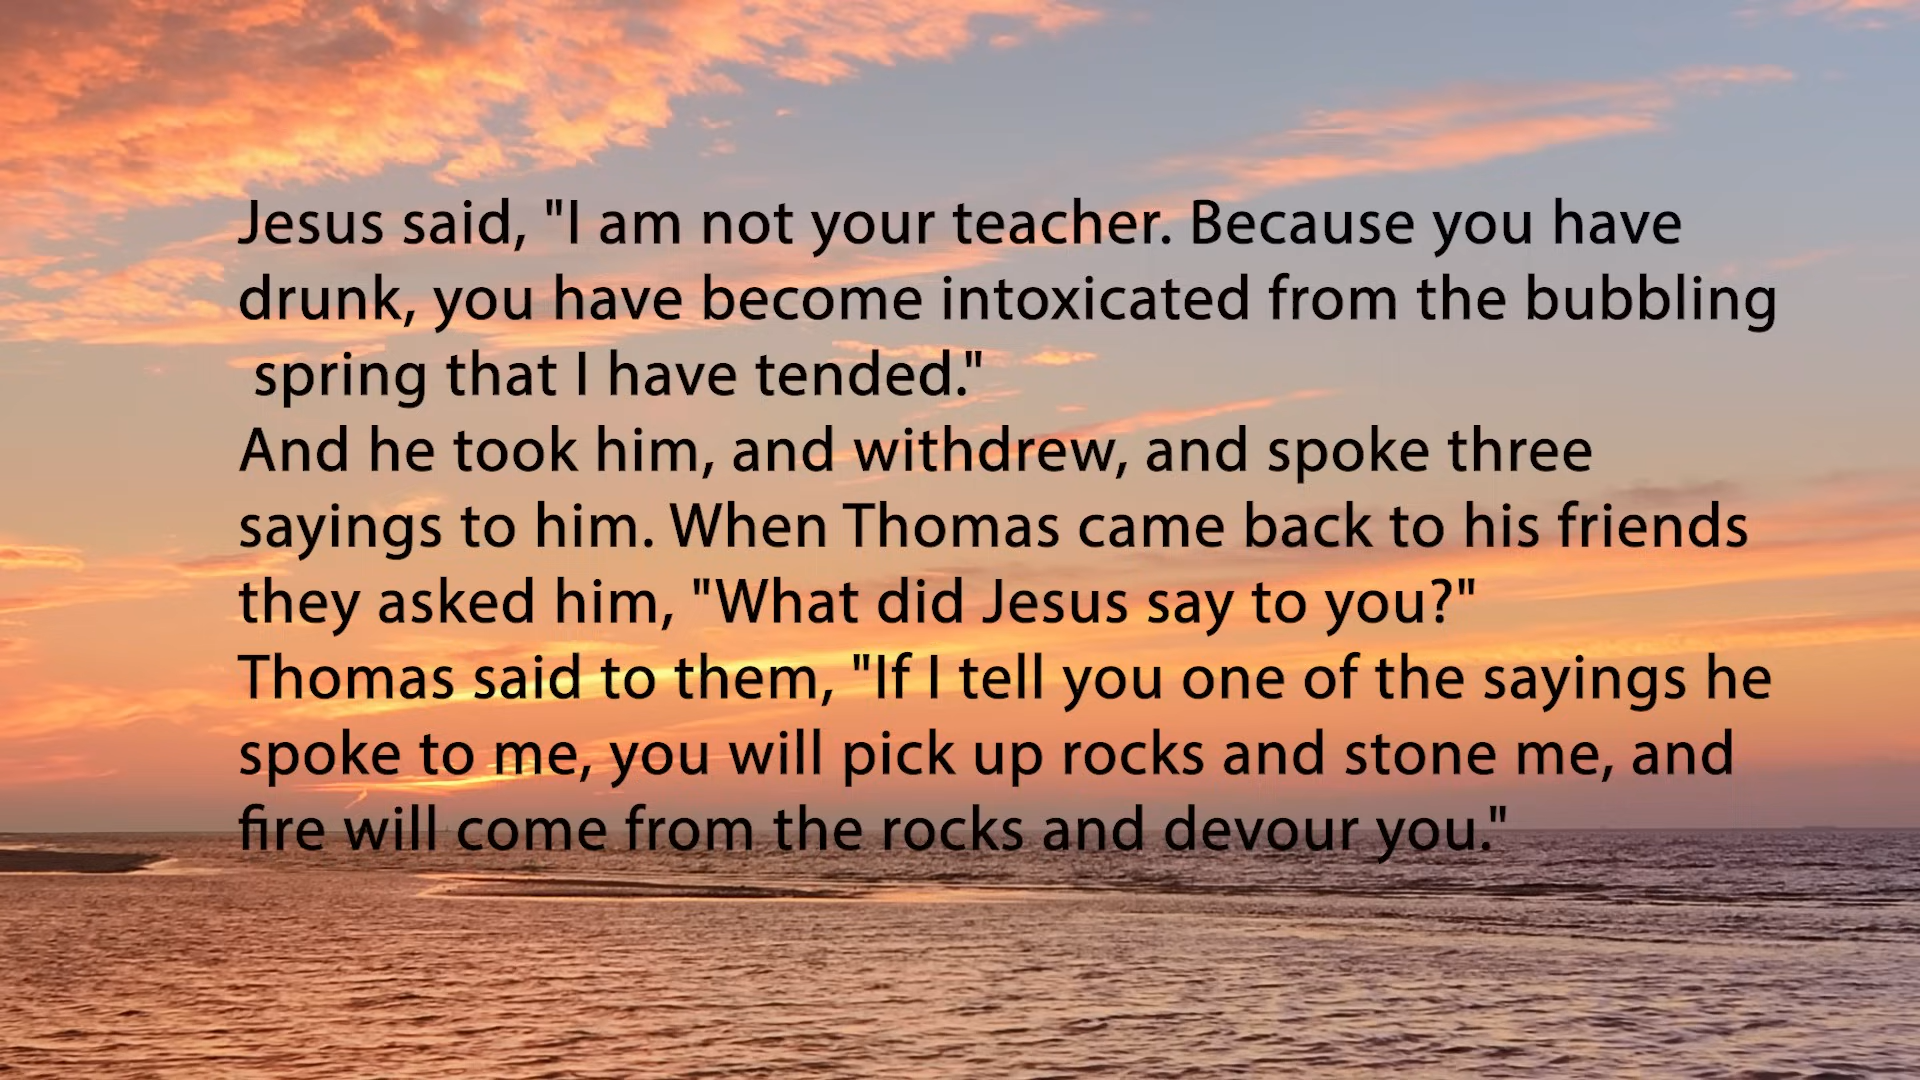 Jesus said, "I am not your teacher. Because you have
drunk, you have become intoxicated from the bubbling
spring that I have tended."
And he took him, and withdrew, and spoke three
sayings to him. When Thomas came back to his friends
they asked him, "What did Jesus say to you?"
Thomas said to them, "If I tell you one of the sayings he
spoke to me, you will pick up rocks and stone me, and
fire will come from the rocks and devour you."